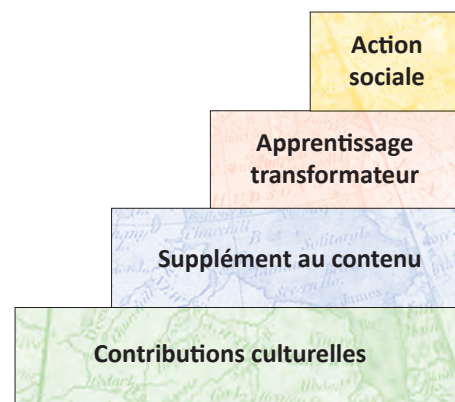 Action
sociale
Apprentissage
transformateur
Supplément au contenu
Contributions culturelles